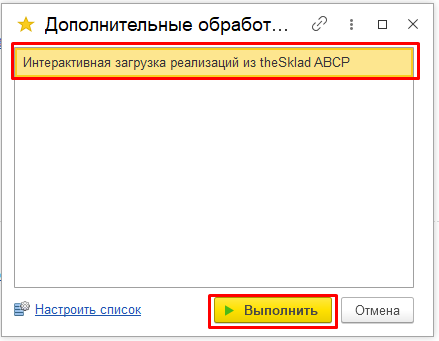 Дополнительные обработ...
Интерактивная загрузка реализаций из theSklad ABCP
Настроить список
Выполнить
Отмена